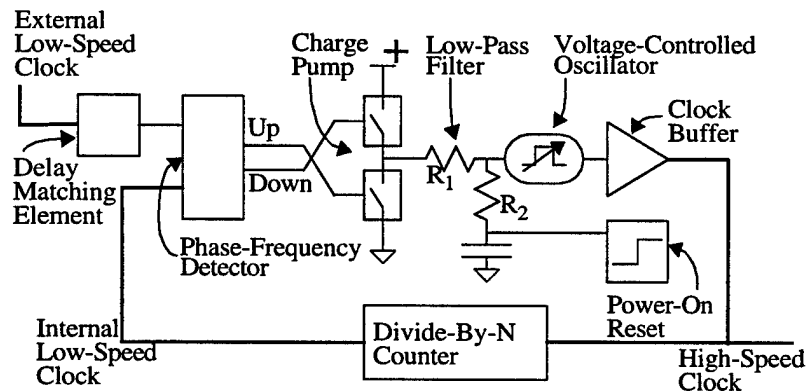 External
Low-Speed
Clock
Charge
Pump
+
Low-Pass
Filter
Voltage-Controlled
Oscillator
Clock
Buffer
Up
Down
Delay
Matching
Element
R1
R2
Phase-Frequency
Detector
Power-On
Reset
Internal
Low-Speed
Clock
Divide-By-N
Counter
High-Speed
Clock